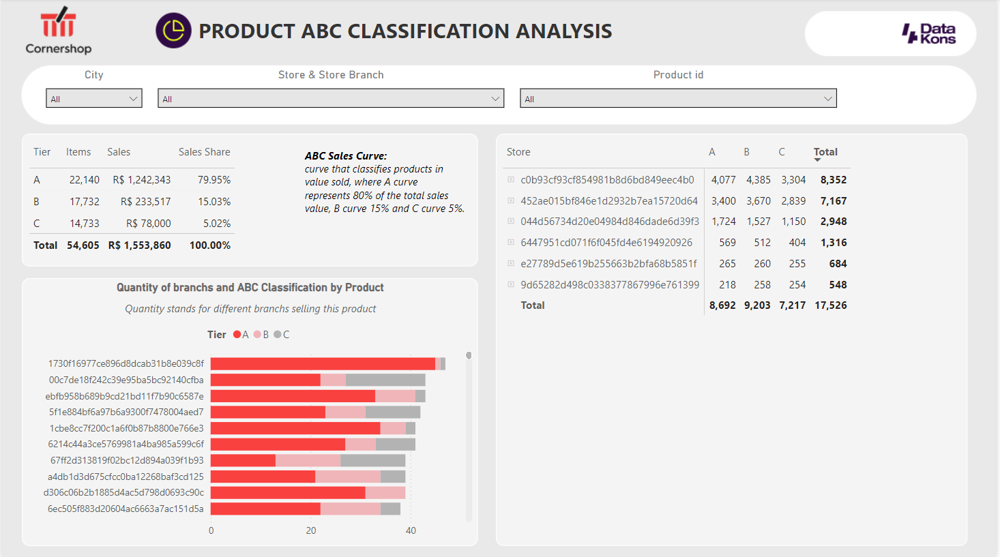 Cornershop
PRODUCT ABC CLASSIFICATION ANALYSIS
Data
Kons
City
Store & Store Branch
Product id
All
All
All
Tier Items Sales Sales Share
A 22,140 R$ 1,242,343 79.95%
B 17,732 R$ 233,517 15.03%
C 14,733 R$ 78,000 5.02%
Total 54,605 R$ 1,553,860 100.00%
ABC Sales Curve:
curve that classifies products in
value sold, where A curve
represents 80% of the total sales
value, B curve 15% and C curve 5%.
Quantity of branchs and ABC Classification by Product
Quantity stands for different branchs selling this product
Tier A B C
1730f16977ce896d8dcab31b8e039c8f
00c7de18f242c39e95ba5bc92140cfba
ebfb958b689b9cd21bd11f7b90c6587e
5f1e884bf6a97b6a9300f7478004aed7
1cbe8cc7f200c1a6f0b87b8800e766e3
6214c44a3ce5769981a4ba985a599c6f
67ff2d313819f02bc12d894a039f1b93
a4db1d3d675cfcc0ba12268baf3cd125
d306c06b2b1885d4ac5d798d0693c90c
6ec505f883d20604ac6663a7ac151d5a
0 20 40
Store A B C Total
c0b93cf93cf854981b8d6bd849eec4b0 4,077 4,385 3,304 8,352
452ae015bf846e1d2932b7ea15720d64 3,400 3,670 2,839 7,167
044d56734d20e04984d846dade6d39f3 1,724 1,527 1,150 2,948
6447951cd071f6f045fd4e6194920926 569 512 404 1,316
e27789d5e619b255663b2bfa68b5851f 265 260 255 684
9d65282d498c0338377867996e761399 218 258 254 548
Total 8,692 9,203 7,217 17,526